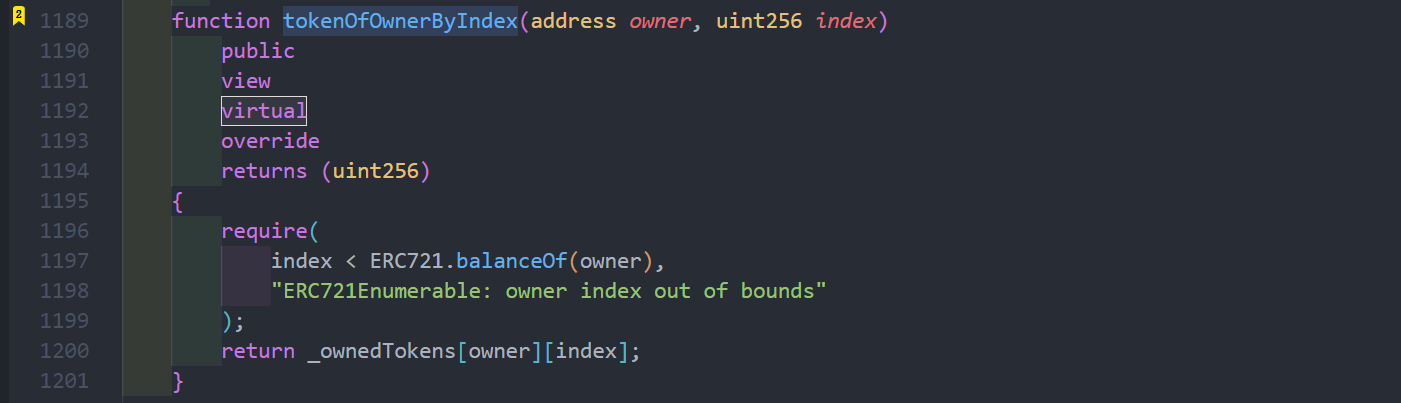 2 1189 function tokenOfOwnerByIndex(address owner, uint256 index)
1190 public
1191 view
1192 virtual
1193 override
1194 returns (uint256)
1195 {
1196 require(
1197 index < ERC721.balanceOf(owner),
1198 "ERC721Enumerable: owner index out of bounds"
1199 );
1200 return _ownedTokens[owner][index];
1201 }